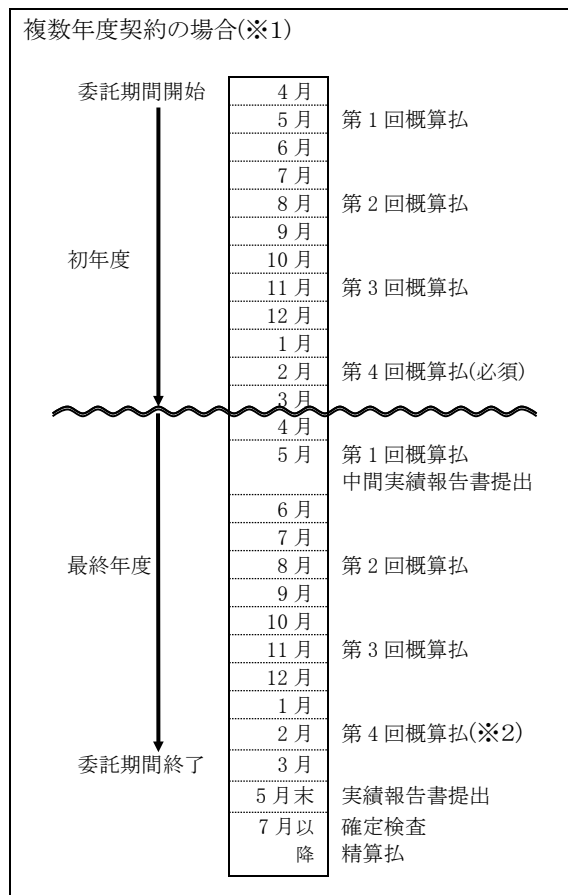 複数年度契約の場合(※1)
委託期間開始 4月
5月 第1回概算払
6月
7月
8月 第2回概算払
9月
初年度 10月
11月 第3回概算払
12月
1月
2月 第4回概算払(必須)
3月
4月
5月 第1回概算払
中間実績報告書提出
6月
7月
最終年度 8月 第2回概算払
9月
10月
11月 第3回概算払
12月
1月
2月 第4回概算払(※2)
委託期間終了 3月
5月末 実績報告書提出
7月以 確定検査
降 精算払